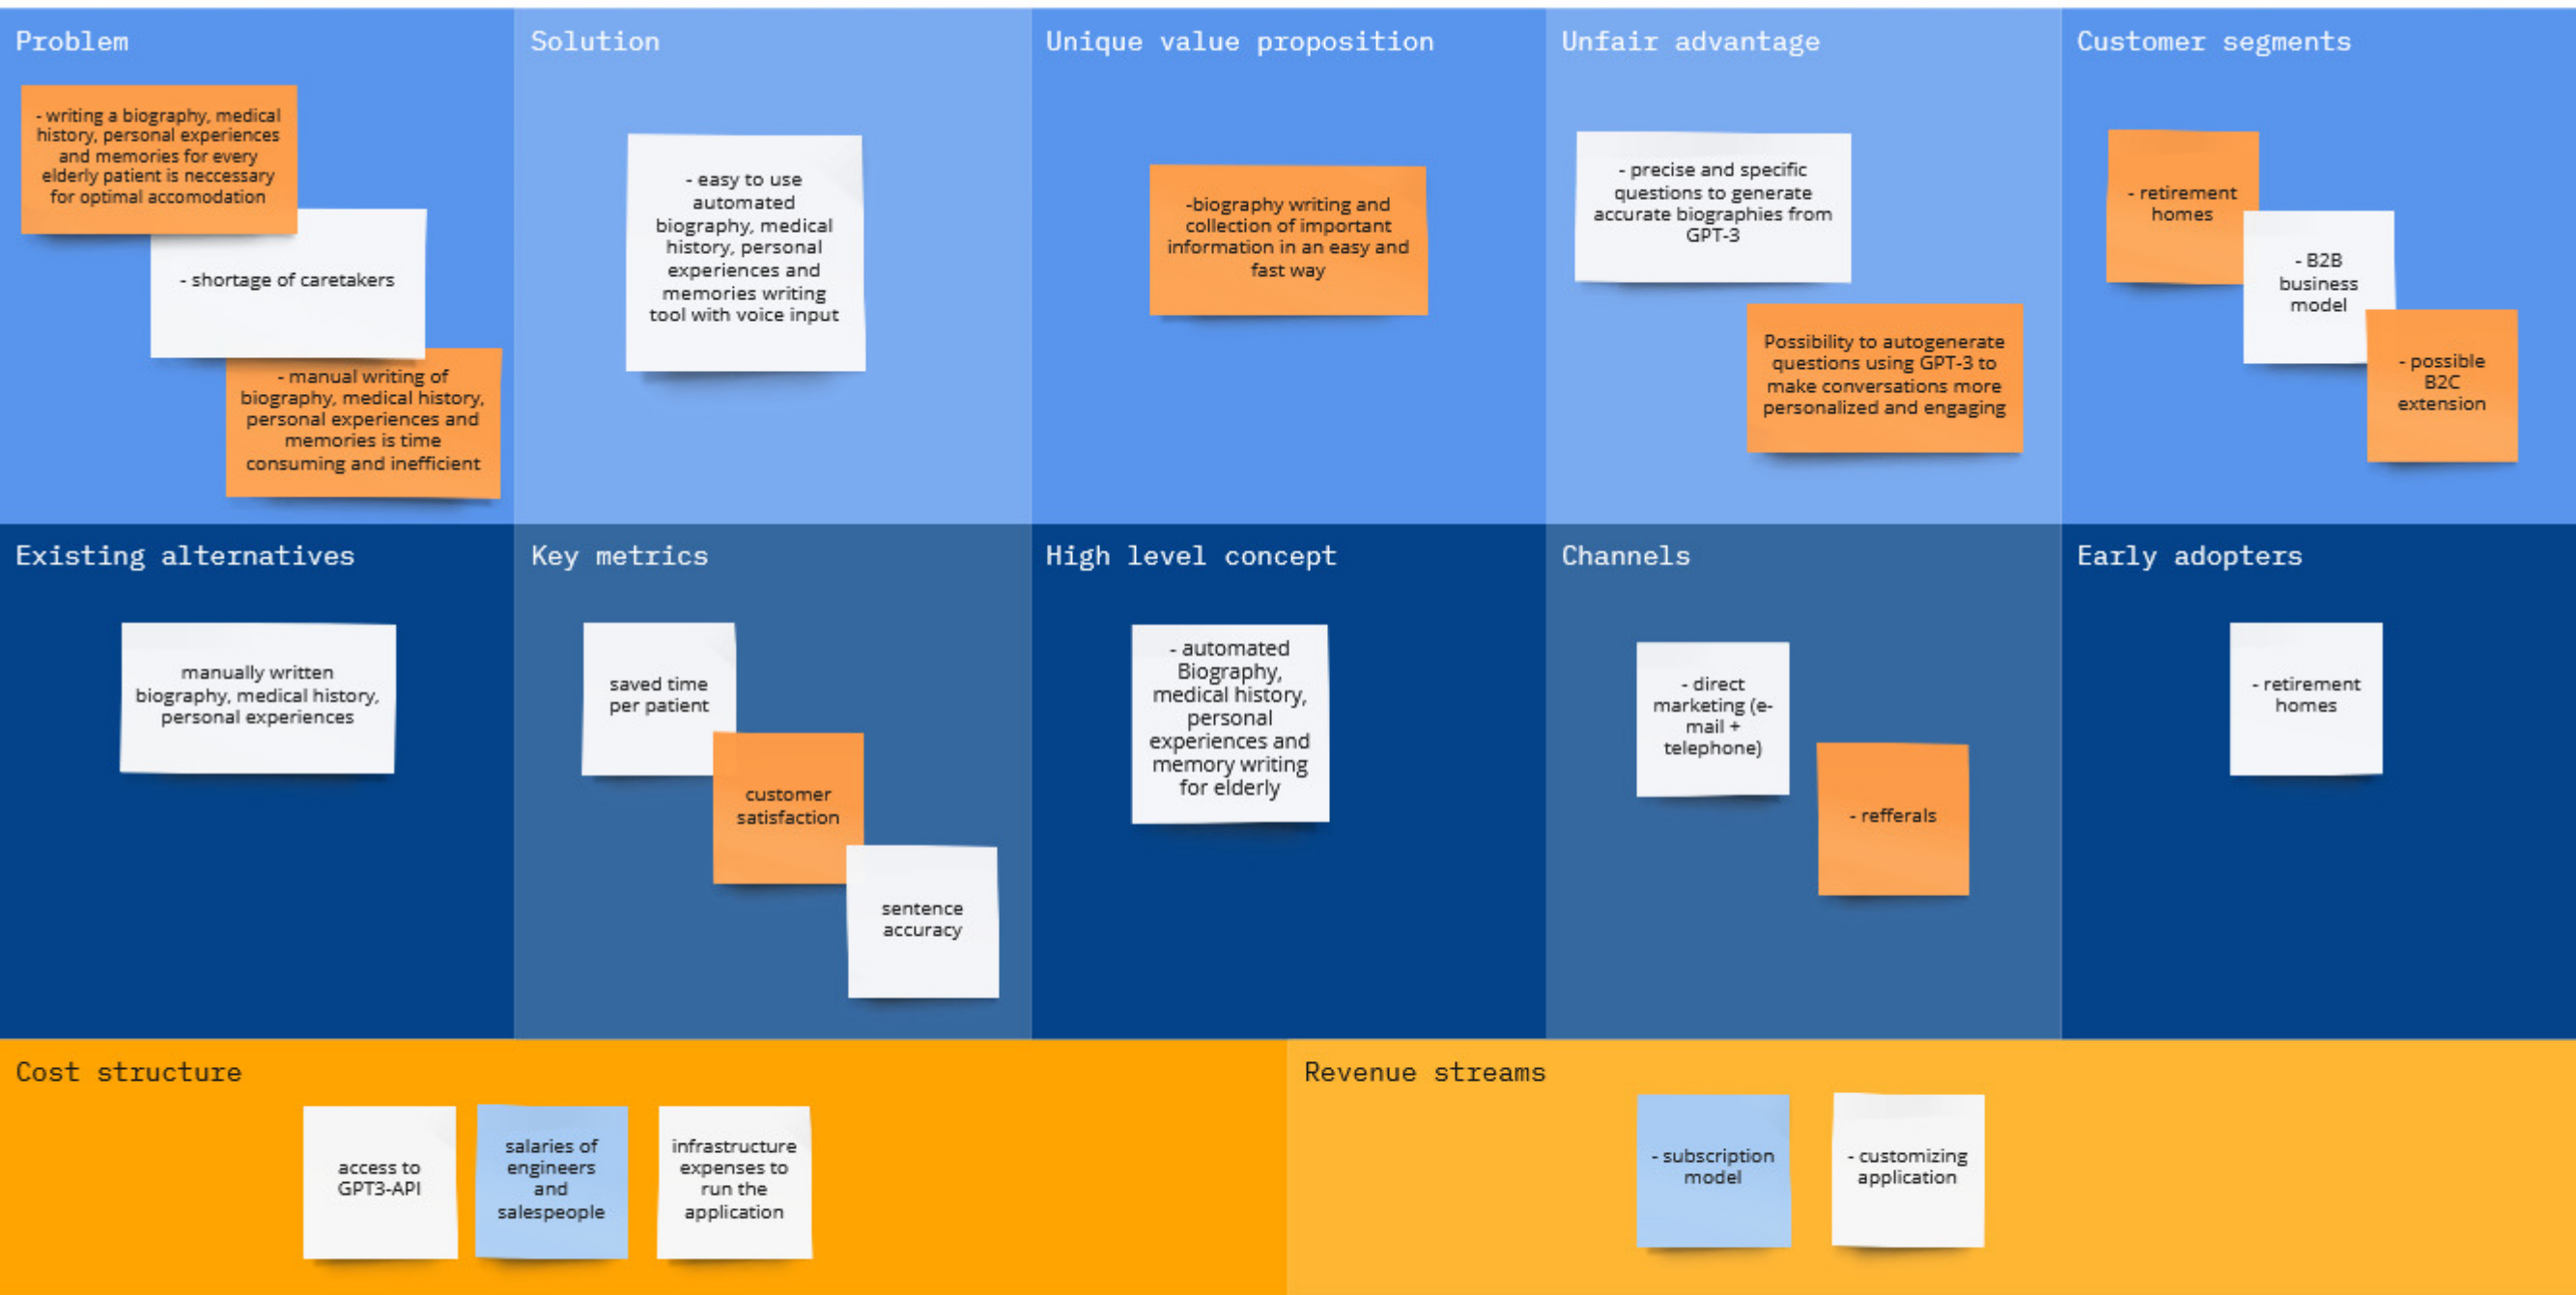 Problem
- writing a biography, medical
history, personal experiences
and memories for every
elderly patient is neccessary
for optimal accomodation
- shortage of caretakers
- manual writing of
biography, medical history,
personal experiences and
memories is time
consuming and inefficient
Solution
- easy to use
automated
biography, medical
history, personal
experiences and
memories writing
tool with voice input
Unique value proposition
-biography writing and
collection of important
information in an easy and
fast way
Unfair advantage
- precise and specific
questions to generate
accurate biographies from
GPT-3
Possibility to autogenerate
questions using GPT-3 to
make conversations more
personalized and engaging
Customer segments
- retirement
homes
- B2B
business
model
- possible
B2C
extension
Existing alternatives
manually written
biography, medical history,
personal experiences
Key metrics
saved time
per patient
customer
satisfaction
sentence
accuracy
High level concept
- automated
Biography,
medical history,
personal
experiences and
memory writing
for elderly
Channels
- direct
marketing (e-
mail +
telephone)
- refferals
Early adopters
- retirement
homes
Cost structure
access to
GPT3-API
salaries of
engineers
and
salespeople
infrastructure
expenses to
run the
application
Revenue streams
- subscription
model
- customizing
application